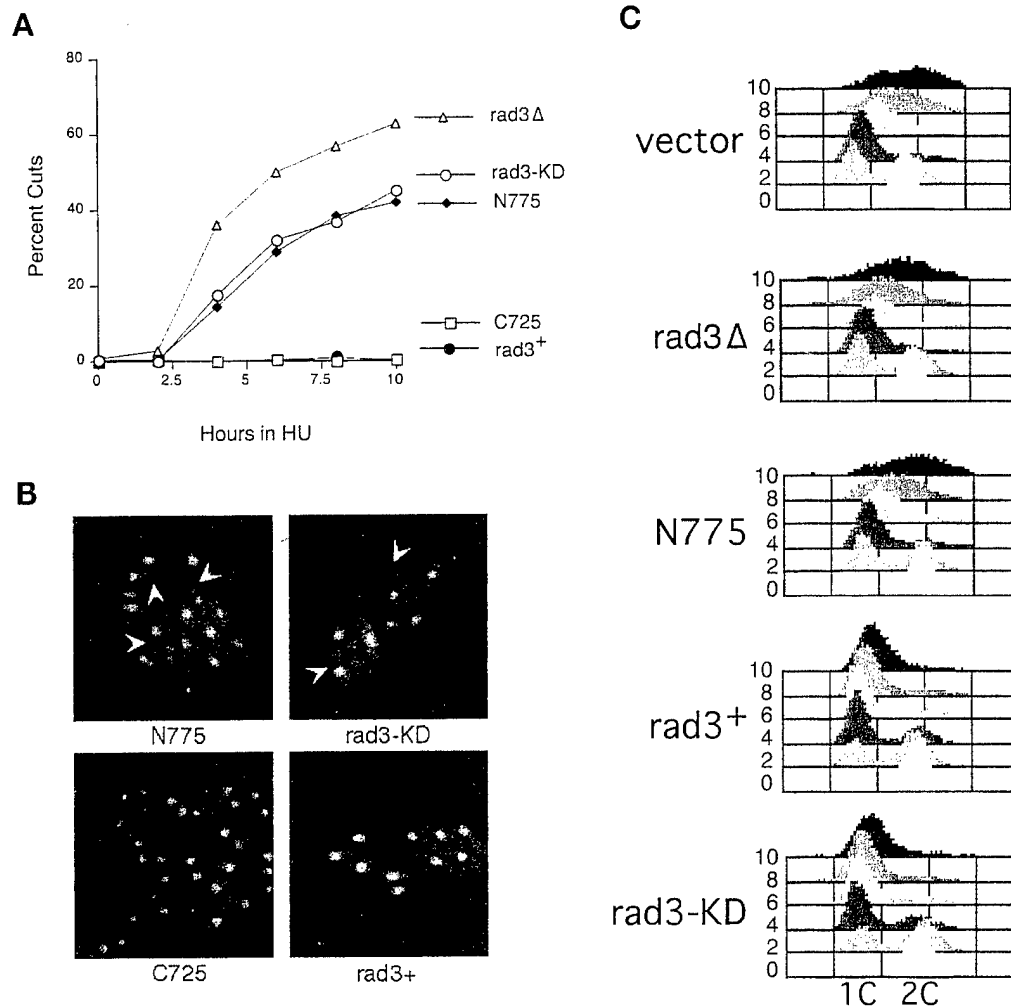 A
80
60
40
20
0
Percent Cuts
0
2.5
5
7.5
10
Hours in HU
rad3Δ
rad3-KD
N775
C725
rad3+
B
N775
rad3-KD
C725
rad3+
C
vector
10
8
6
4
2
0
rad3Δ
10
8
6
4
2
0
N775
10
8
6
4
2
0
rad3+
10
8
6
4
2
0
rad3-KD
10
8
6
4
2
0
1C 2C